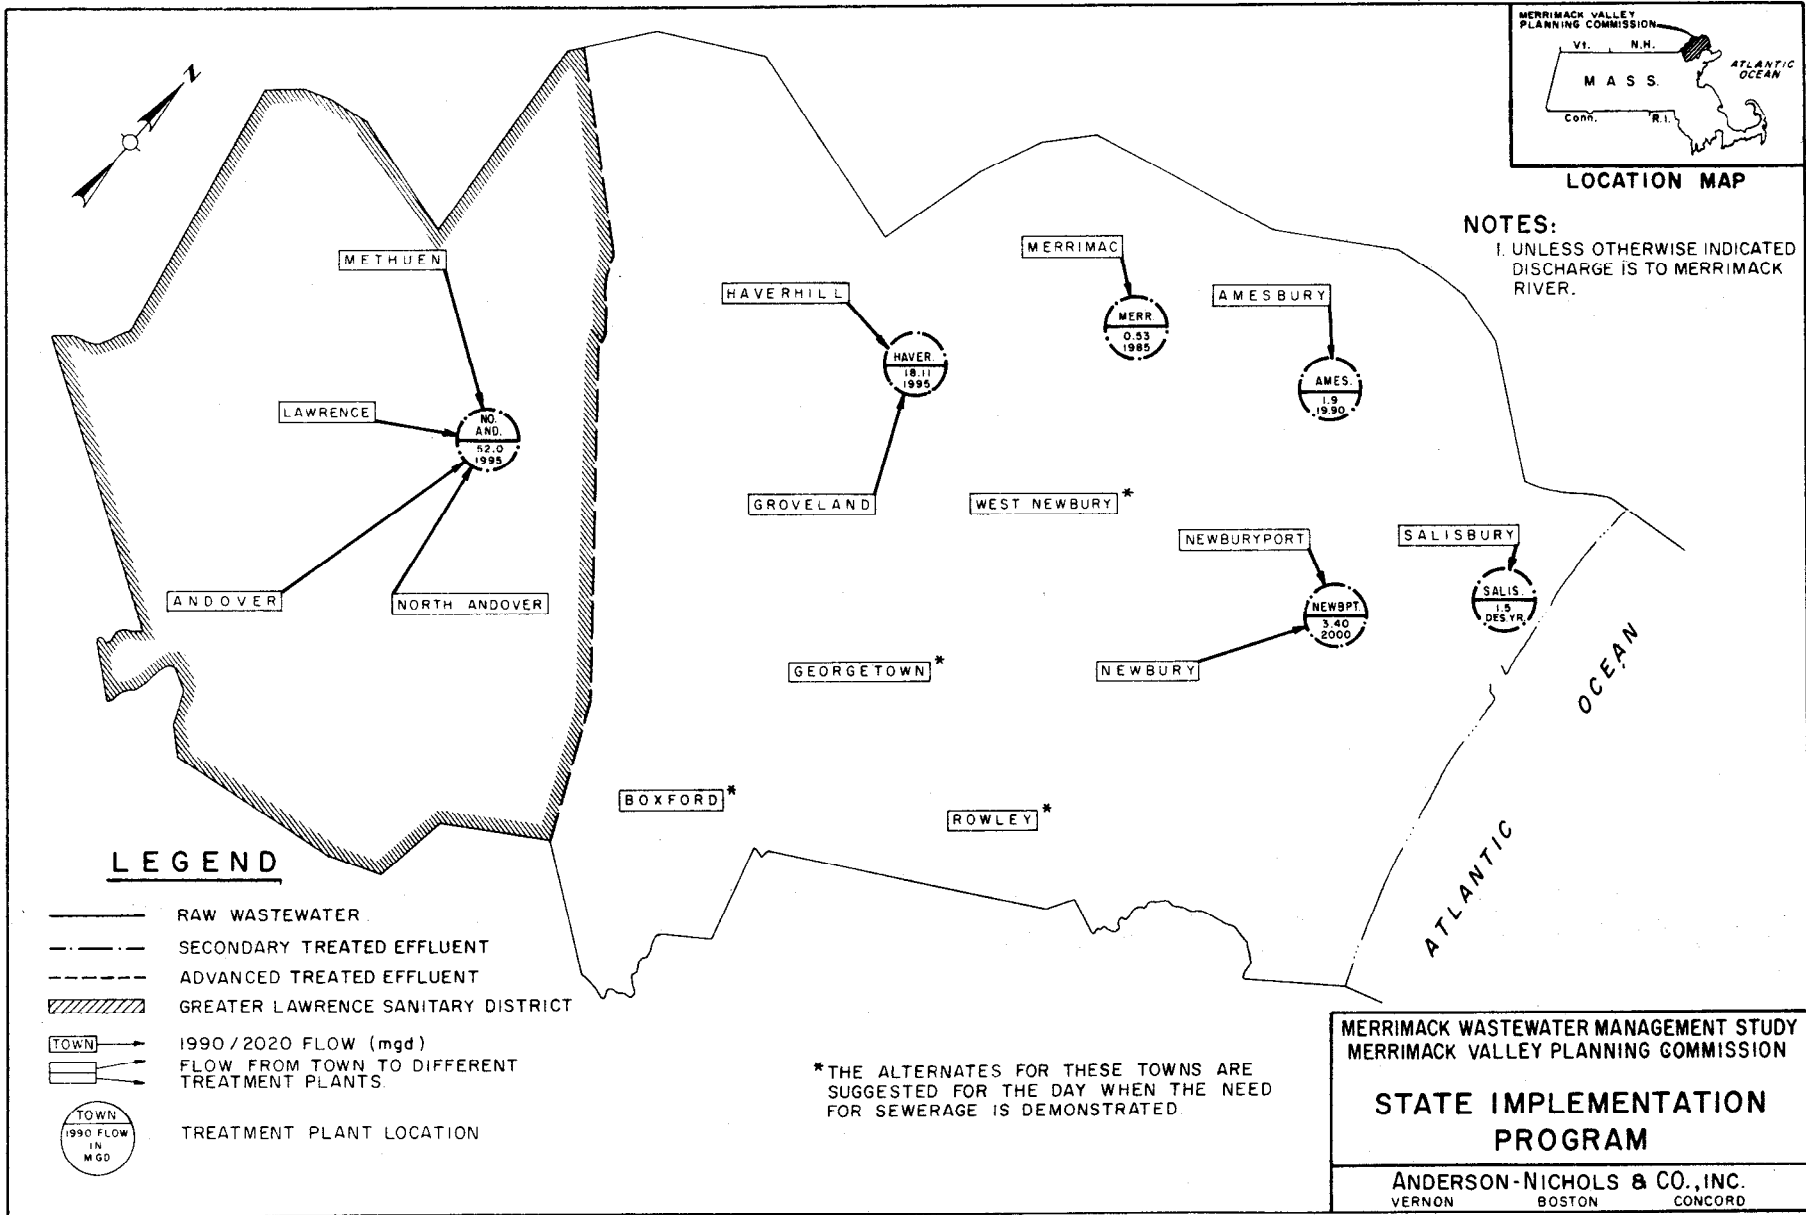 MERRIMACK VALLEY
PLANNING COMMISSION
Vt.
N.H.
MASS.
ATLANTIC
OCEAN
Conn.
R.I.
LOCATION MAP
NOTES:
1. UNLESS OTHERWISE INDICATED
DISCHARGE IS TO MERRIMACK
RIVER.
N
METHUEN
LAWRENCE
NO.
AND.
52.0
1995
ANDOVER
NORTH ANDOVER
HAVERHILL
HAVER.
18.11
1995
GROVELAND
MERRIMAC
MERR.
0.53
1985
AMESBURY
AMES.
1.9
19.90
WEST NEWBURY*
NEWBURYPORT
NEWBPT.
3.40
2000
NEWBURY
SALISBURY
SALIS.
1.5
DES.YR.
GEORGETOWN*
BOXFORD*
ROWLEY*
ATLANTIC OCEAN
LEGEND
RAW WASTEWATER
SECONDARY TREATED EFFLUENT
ADVANCED TREATED EFFLUENT
GREATER LAWRENCE SANITARY DISTRICT
TOWN
1990/2020 FLOW (mgd)
FLOW FROM TOWN TO DIFFERENT
TREATMENT PLANTS.
TOWN
1990 FLOW
IN
MGD
TREATMENT PLANT LOCATION
*THE ALTERNATES FOR THESE TOWNS ARE
SUGGESTED FOR THE DAY WHEN THE NEED
FOR SEWERAGE IS DEMONSTRATED.
MERRIMACK WASTEWATER MANAGEMENT STUDY
MERRIMACK VALLEY PLANNING COMMISSION
STATE IMPLEMENTATION
PROGRAM
ANDERSON-NICHOLS & CO., INC.
VERNON BOSTON CONCORD